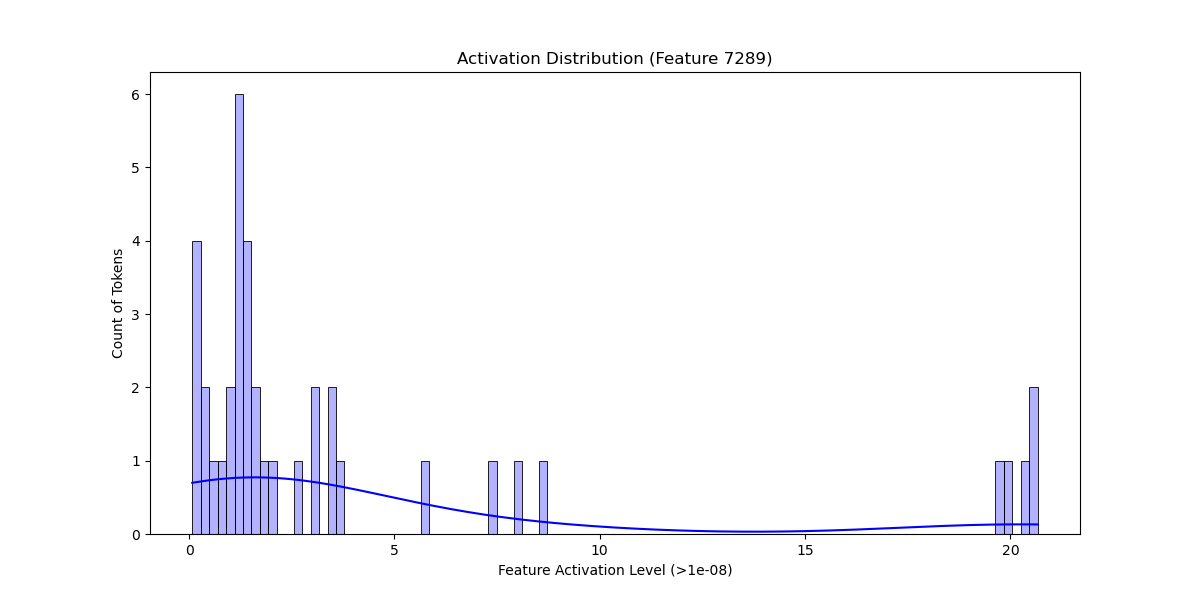 Activation Distribution (Feature 7289)
Count of Tokens
6
5
4
3
2
1
0
0 5 10 15 20
Feature Activation Level (>1e-08)